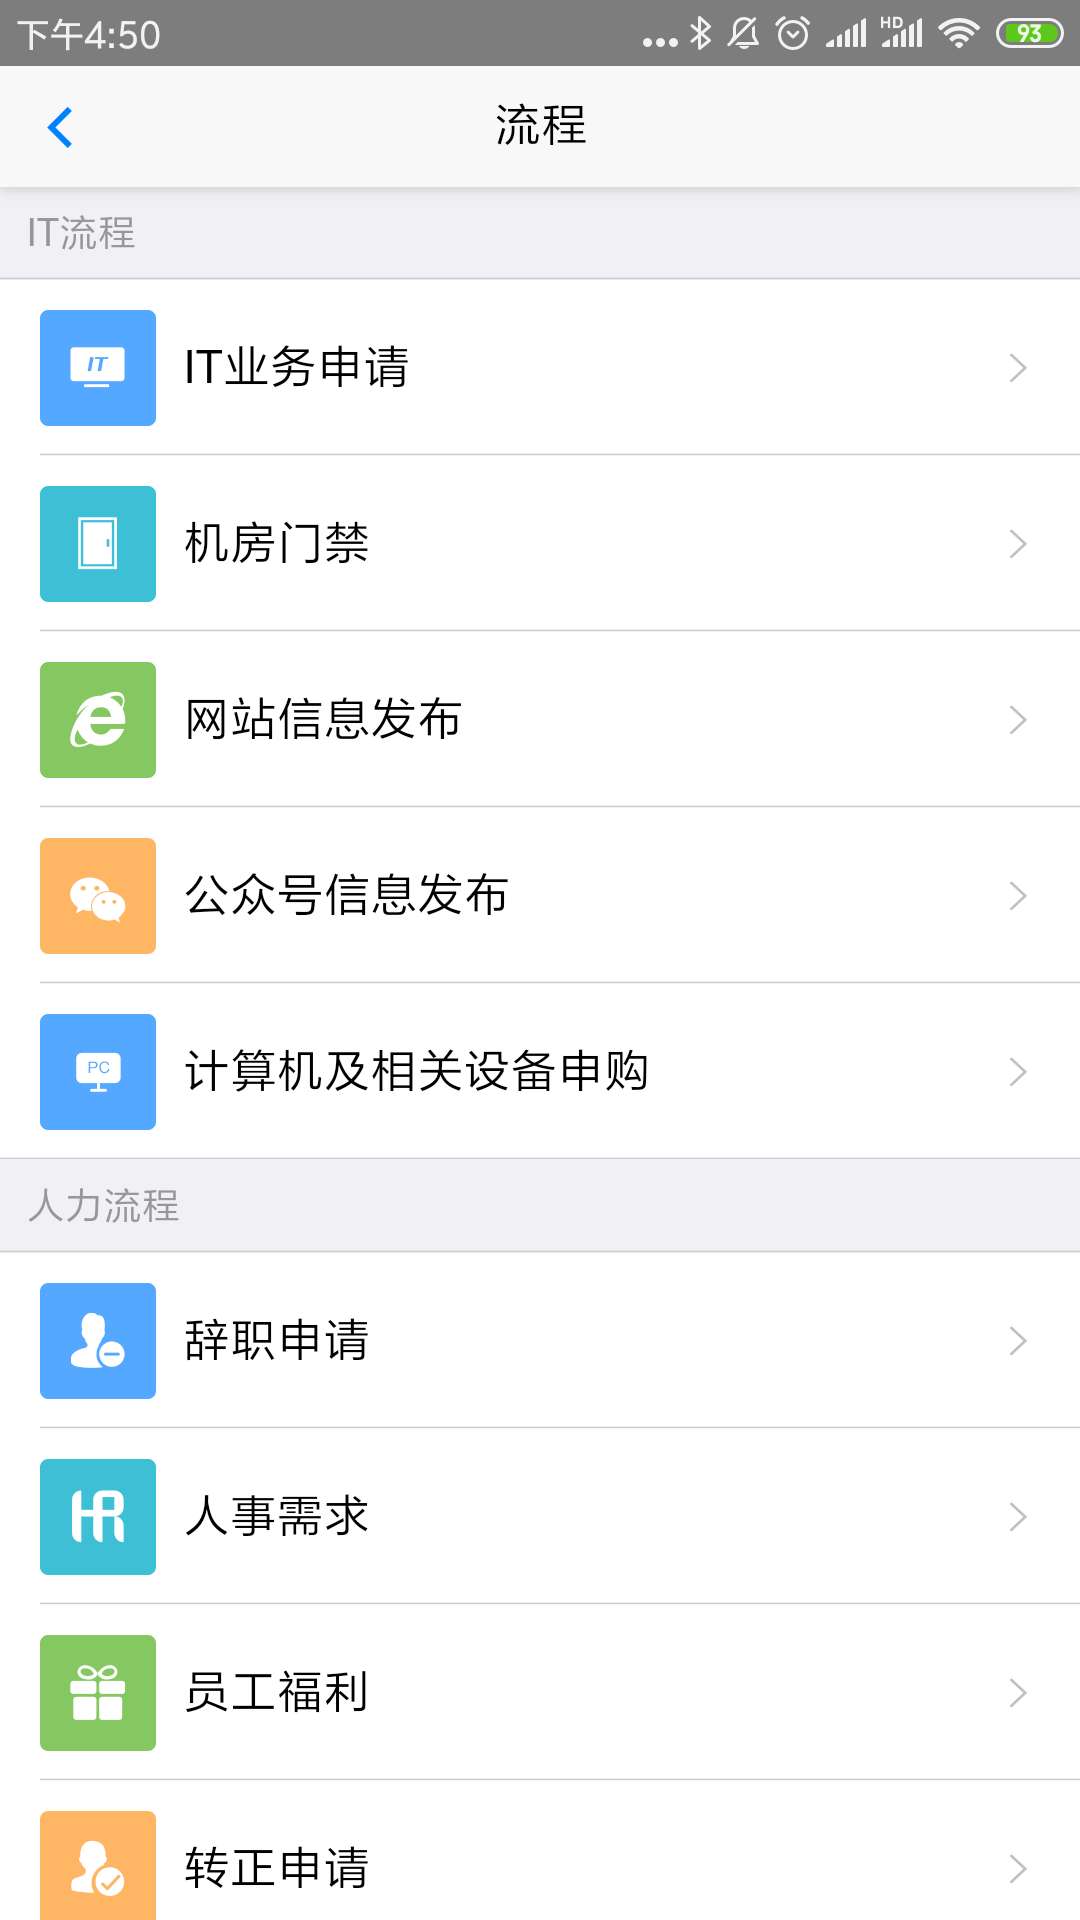 下午4:50
HD
93
流程
IT流程
IT
IT业务申请
机房门禁
网站信息发布
公众号信息发布
PC
计算机及相关设备申购
人力流程
辞职申请
HR
人事需求
员工福利
转正申请